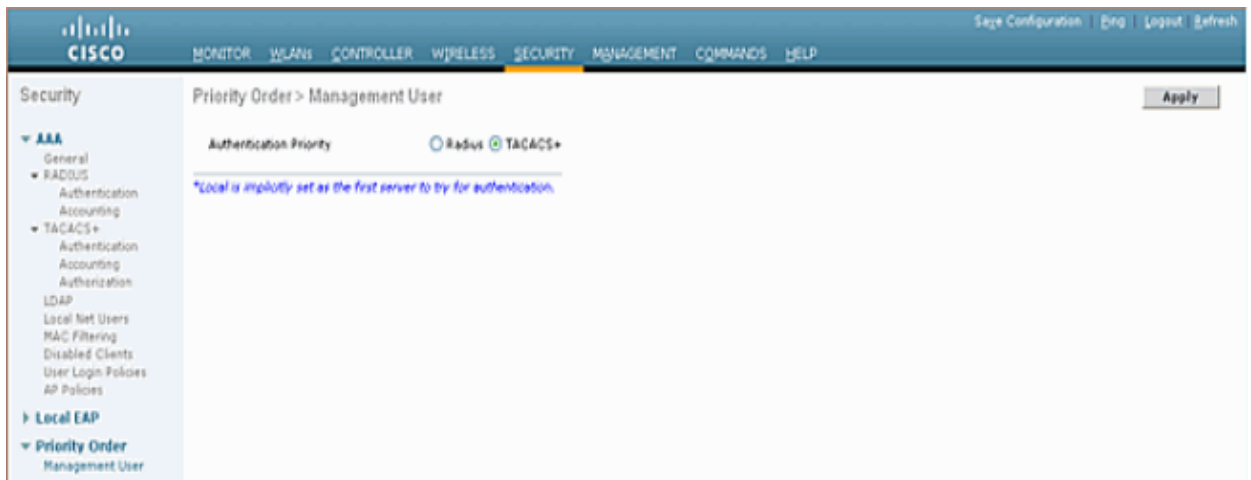 Save Configuration Ping Logout Refresh
CISCO
MONITOR WLANs CONTROLLER WIRELESS SECURITY MANAGEMENT COMMANDS HELP
Security
Priority Order > Management User
Apply
AAA
General
RADIUS
Authentication
Accounting
TACACS+
Authentication
Accounting
Authorization
LDAP
Local Net Users
MAC Filtering
Disabled Clients
User Login Policies
AP Policies
Local EAP
Priority Order
Management User
Authentication Priority Radius TACACS+
*Local is implicitly set as the first server to try for authentication.